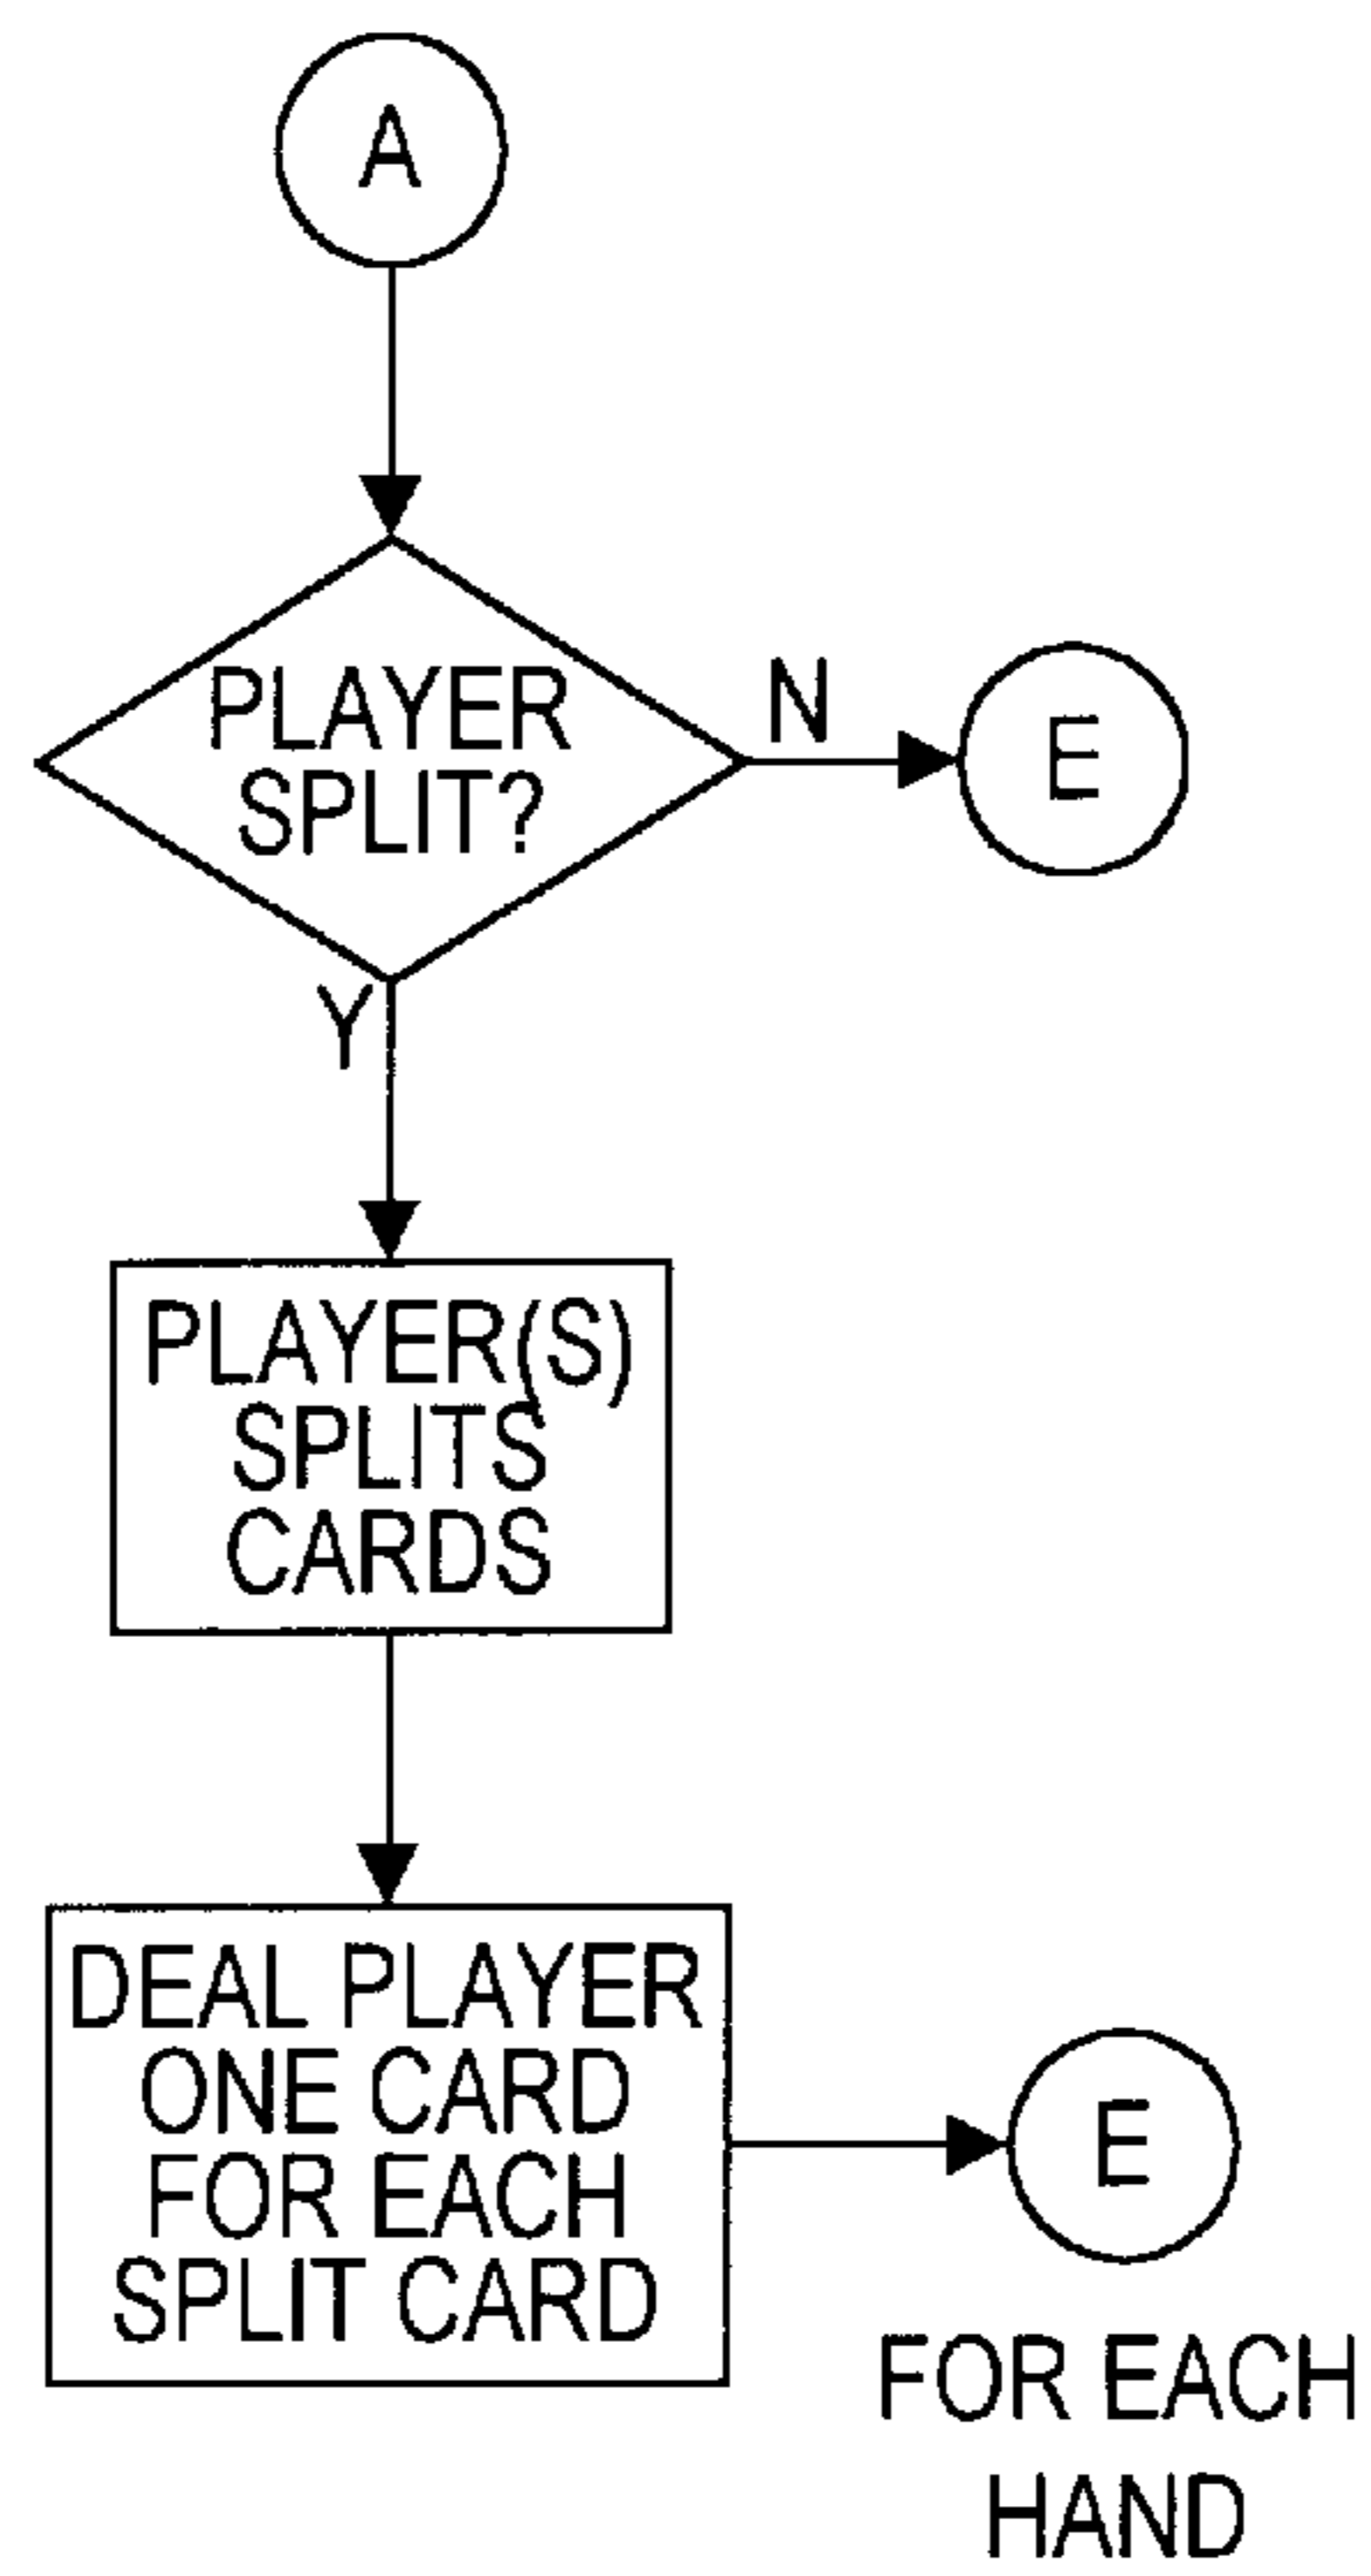 A
PLAYER
SPLIT?
N
E
Y
PLAYER(S)
SPLITS
CARDS
DEAL PLAYER
ONE CARD
FOR EACH
SPLIT CARD
E
FOR EACH
HAND